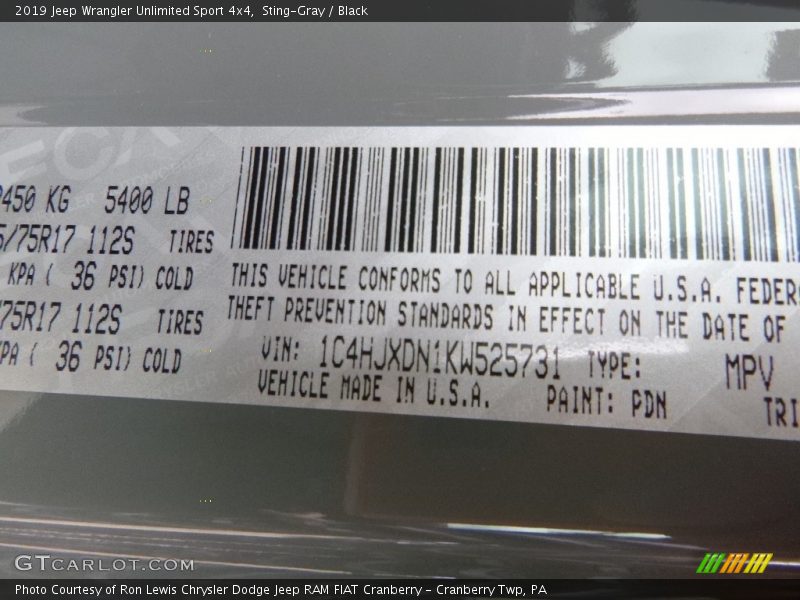 2019 Jeep Wrangler Unlimited Sport 4x4, Sting-Gray / Black
450 KG 5400 LB
/75R17 112S TIRES
KPA ( 36 PSI) COLD
/75R17 112S TIRES
KPA ( 36 PSI) COLD
THIS VEHICLE CONFORMS TO ALL APPLICABLE U.S.A. FEDER
THEFT PREVENTION STANDARDS IN EFFECT ON THE DATE OF
VIN: 1C4HJXDN1KW525731 TYPE: MPV
VEHICLE MADE IN U.S.A. PAINT: PDN TRI
GTCARLOT.COM
Photo Courtesy of Ron Lewis Chrysler Dodge Jeep RAM FIAT Cranberry - Cranberry Twp, PA